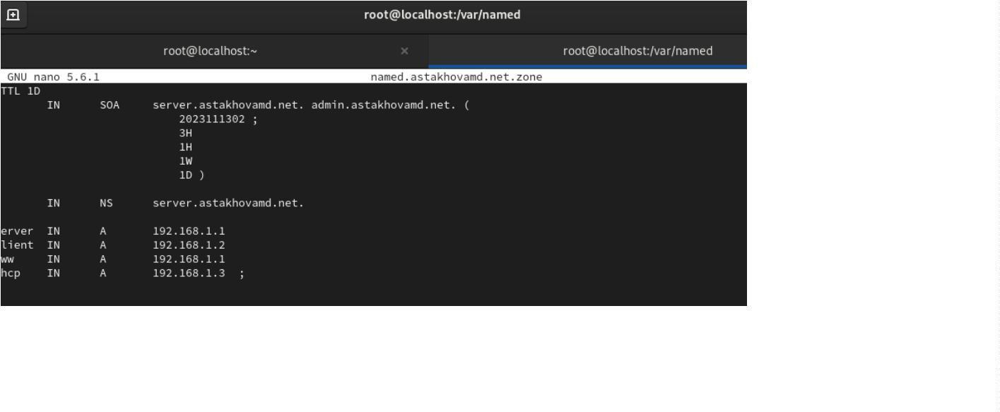 root@localhost:/var/named
root@localhost:~ × root@localhost:/var/named
GNU nano 5.6.1 named.astakhovamd.net.zone
TTL 1D
IN SOA server.astakhovamd.net. admin.astakhovamd.net. (
2023111302 ;
3H
1H
1W
1D )
IN NS server.astakhovamd.net.
erver IN A 192.168.1.1
lient IN A 192.168.1.2
ww IN A 192.168.1.1
hcp IN A 192.168.1.3 ;